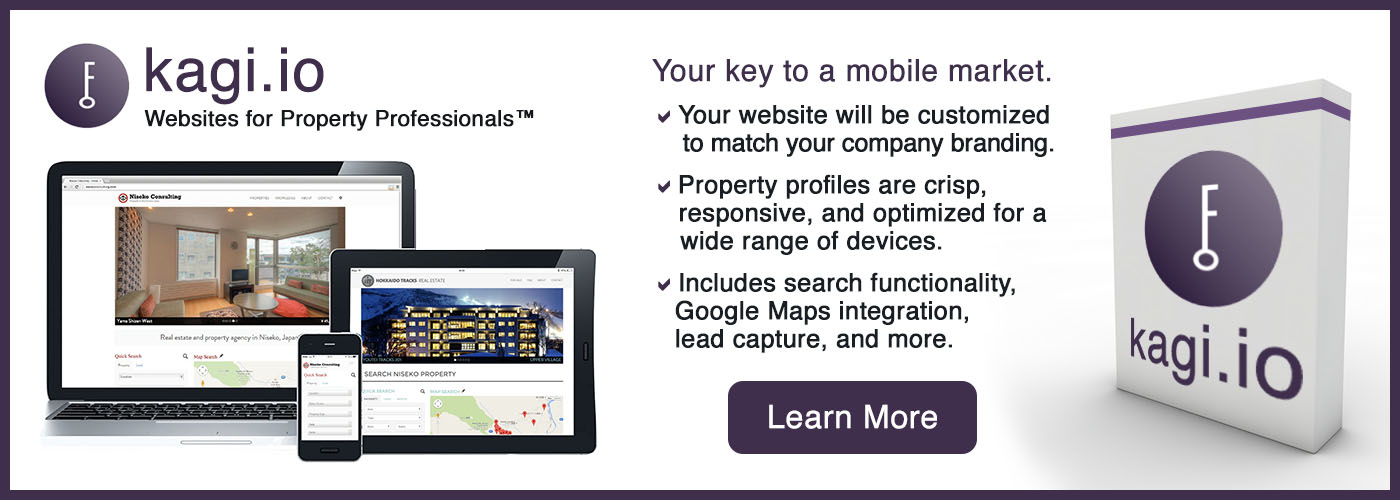 kagi.io
Websites for Property Professionals™
Your key to a mobile market.
Your website will be customized
to match your company branding.
Property profiles are crisp,
responsive, and optimized for a
wide range of devices.
Includes search functionality,
Google Maps integration,
lead capture, and more.
Learn More
kagi.io
Niseko Consulting
PROPERTIES KNOWLEDGE ABOUT CONTACT
Yama Shizen West
Real estate and property agency in Niseko, Japan
Quick Search
Map Search
HOKKAIDO TRACKS REAL ESTATE
YOUTEI TRACKS 201
UPPER VILLAGE
SEARCH NISEKO PROPERTY
QUICK SEARCH
MAP SEARCH
Niseko Consulting
Quick Search